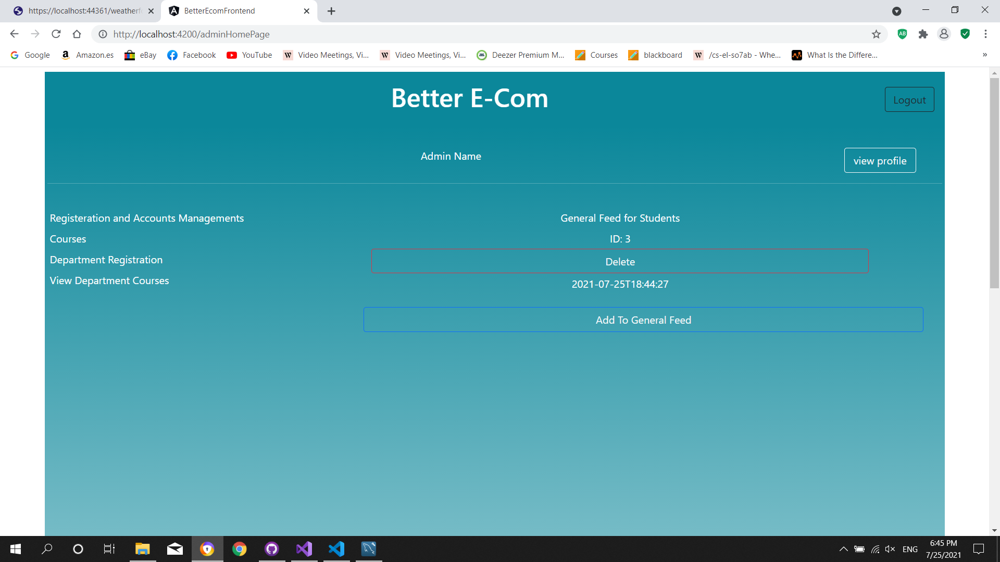 https://localhost:44361/weatherf
BetterEcomFrontend
http://localhost:4200/adminHomePage
AB
Google
Amazon.es
eBay
Facebook
YouTube
Video Meetings, Vi...
Video Meetings, Vi...
Deezer Premium M...
Courses
blackboard
/cs-el-so7ab - Whe...
What Is the Differe...
Better E-Com
Logout
Admin Name
view profile
Registeration and Accounts Managements
Courses
Department Registration
View Department Courses
General Feed for Students
ID: 3
Delete
2021-07-25T18:44:27
Add To General Feed
ENG
6:45 PM
7/25/2021